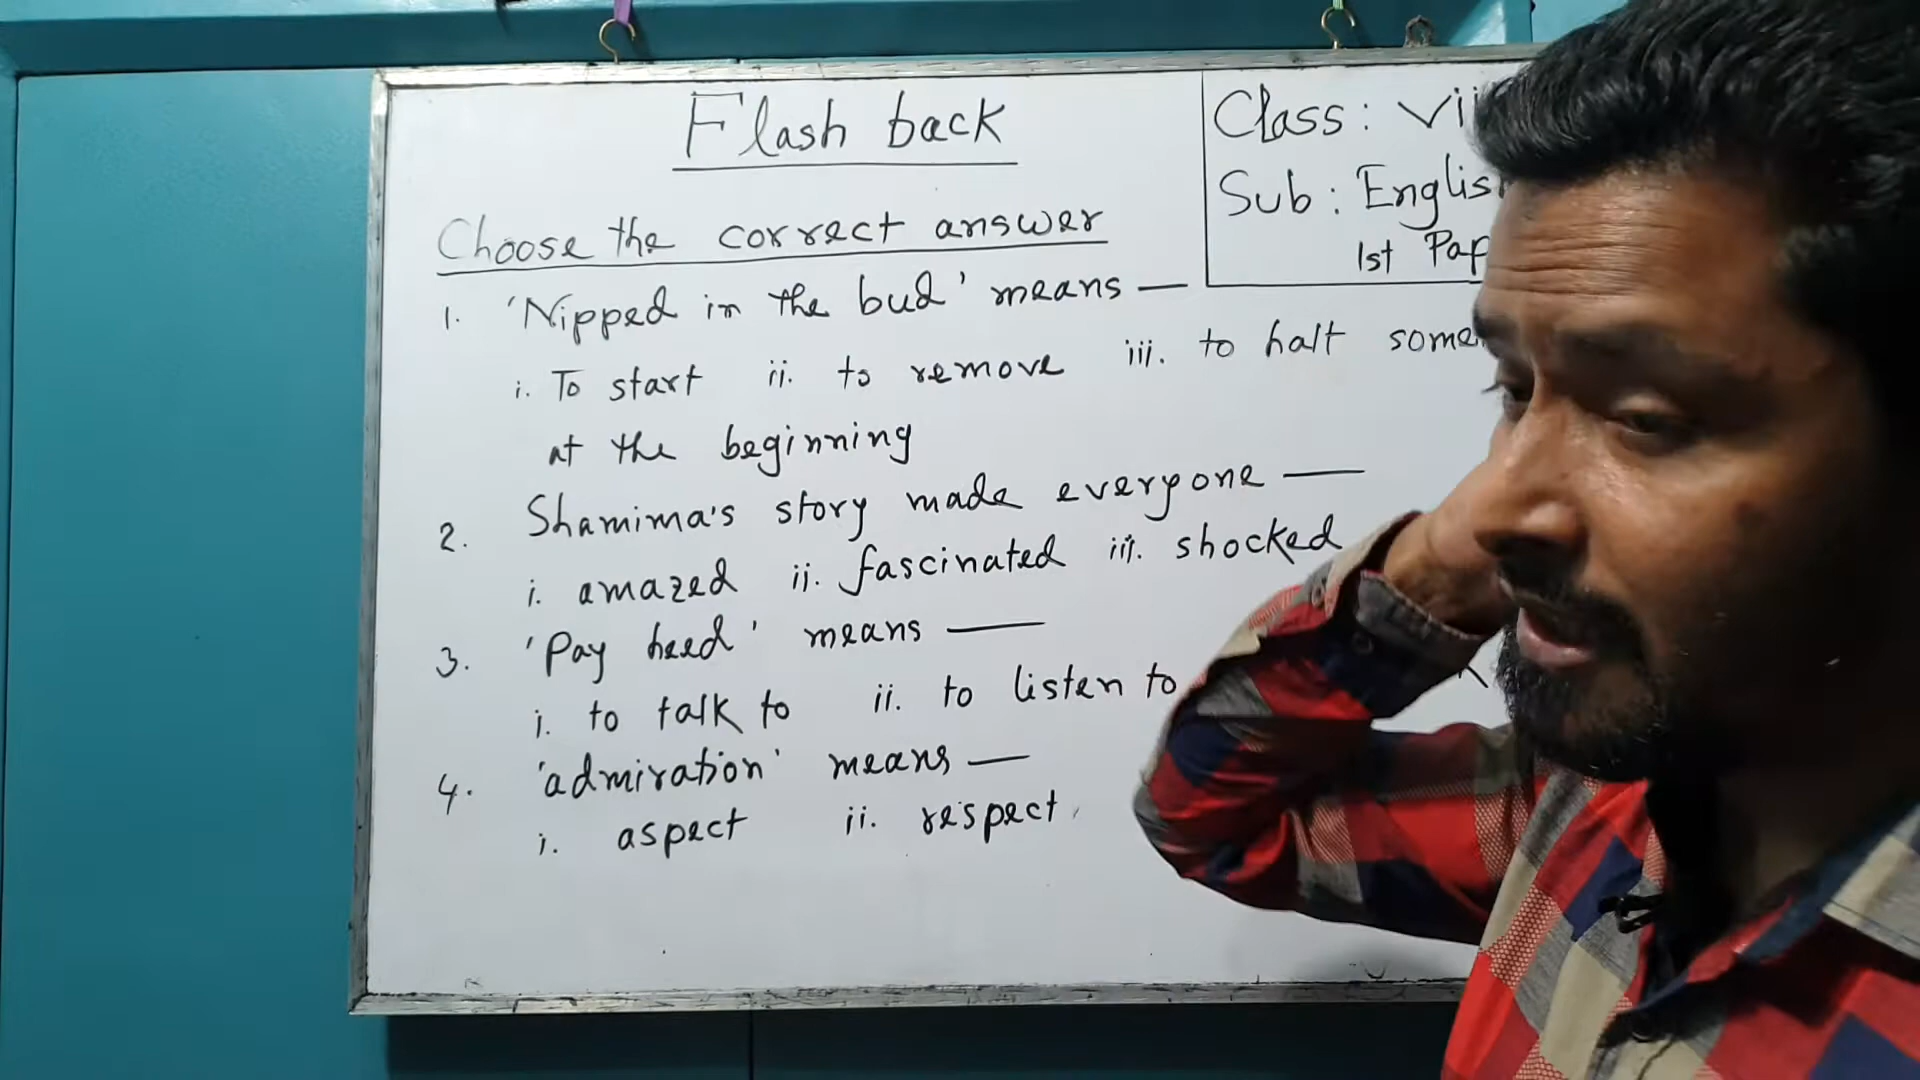 Flash back
Class: vii
Sub: English
1st Pap
Choose the correct answer
1. 'Nipped in the bud' means —
i. To start ii. to remove iii. to halt some
at the beginning
2. Shamima's story made everyone —
i. amazed ii. fascinated iii. shocked
3. 'Pay heed' means —
i. to talk to ii. to listen to
4. 'admiration' means —
i. aspect ii. respect